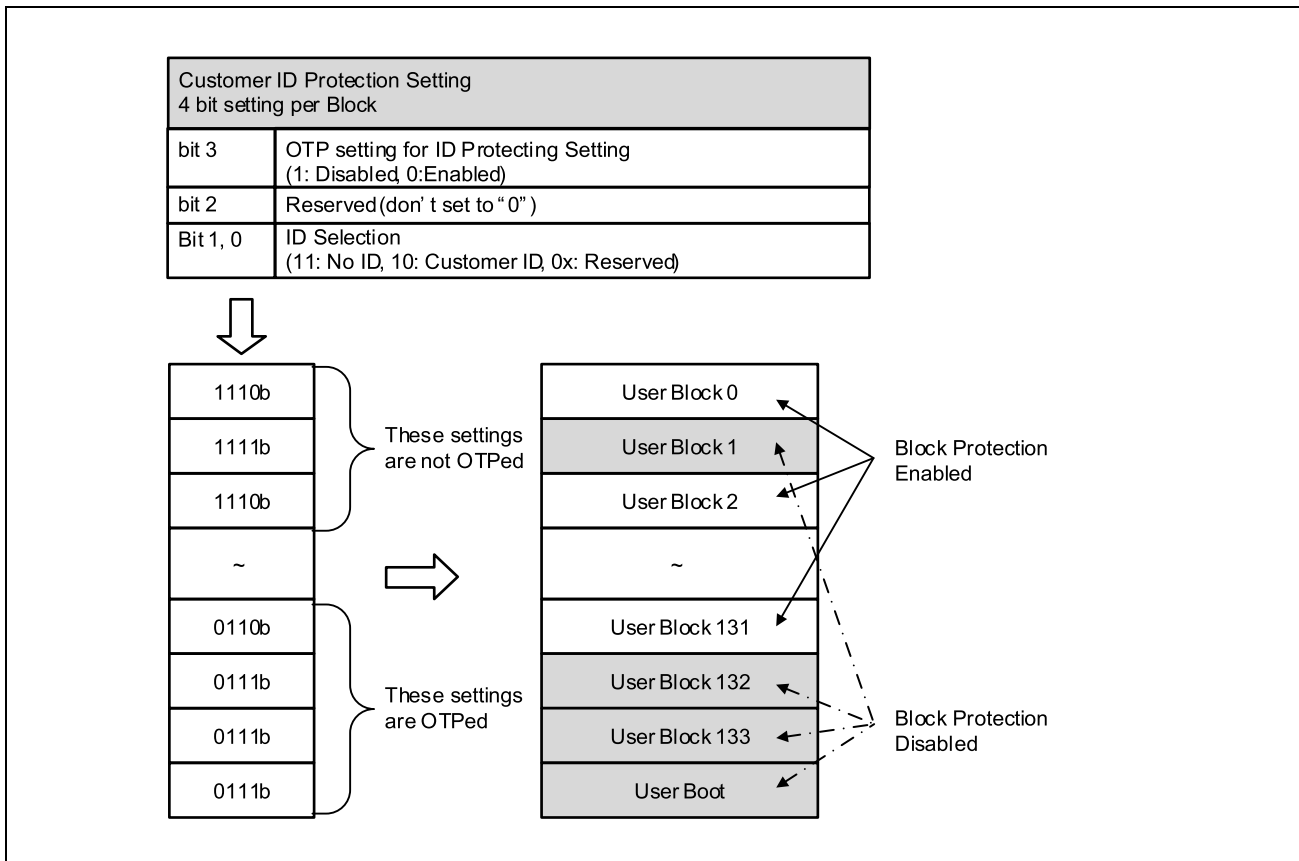 Customer ID Protection Setting
4 bit setting per Block
bit 3
OTP setting for ID Protecting Setting
(1: Disabled, 0:Enabled)
bit 2
Reserved (don' t set to “0” )
Bit 1, 0
ID Selection
(11: No ID, 10: Customer ID, 0x: Reserved)
1110b
1111b
1110b
~
0110b
0111b
0111b
0111b
These settings
are not OTPed
These settings
are OTPed
User Block 0
User Block 1
User Block 2
~
User Block 131
User Block 132
User Block 133
User Boot
Block Protection
Enabled
Block Protection
Disabled